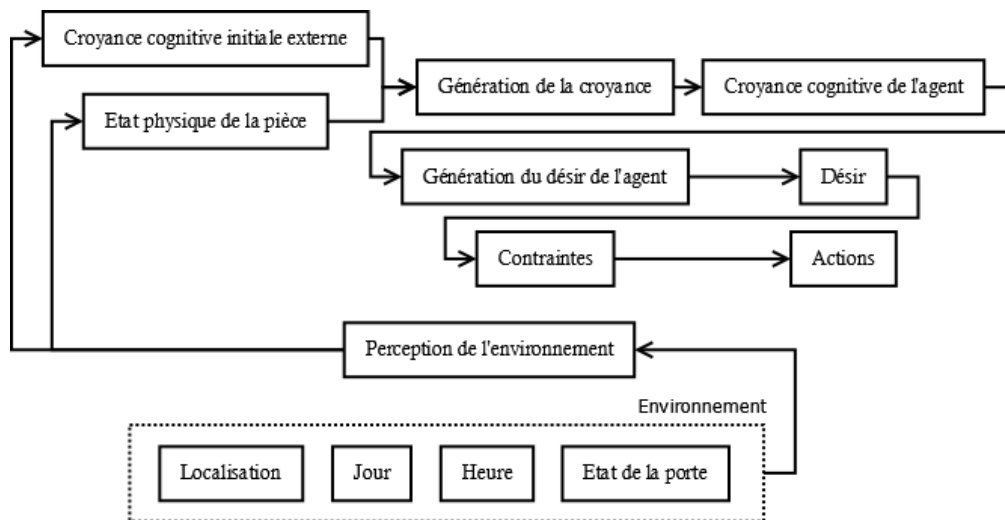 Croyance cognitive initiale externe
Génération de la croyance
Croyance cognitive de l'agent
Etat physique de la pièce
Génération du désir de l'agent
Désir
Contraintes
Actions
Perception de l'environnement
Environnement
Localisation
Jour
Heure
Etat de la porte